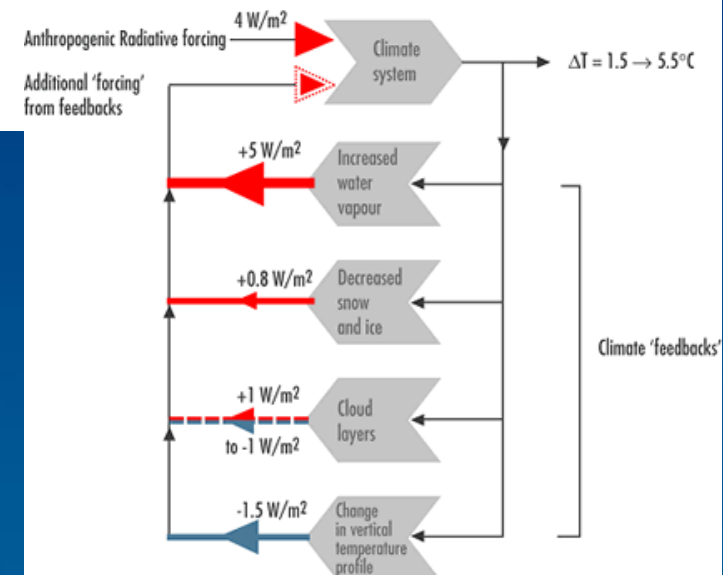 4 W/m²
Anthropogenic Radiative forcing
Climate
system
ΔT = 1.5 → 5.5°C
Additional 'forcing'
from feedbacks
+5 W/m²
Increased
water
vapour
+0.8 W/m²
Decreased
snow
and ice
Climate 'feedbacks'
+1 W/m²
to -1 W/m²
Cloud
layers
-1.5 W/m²
Change
in vertical
temperature
profile